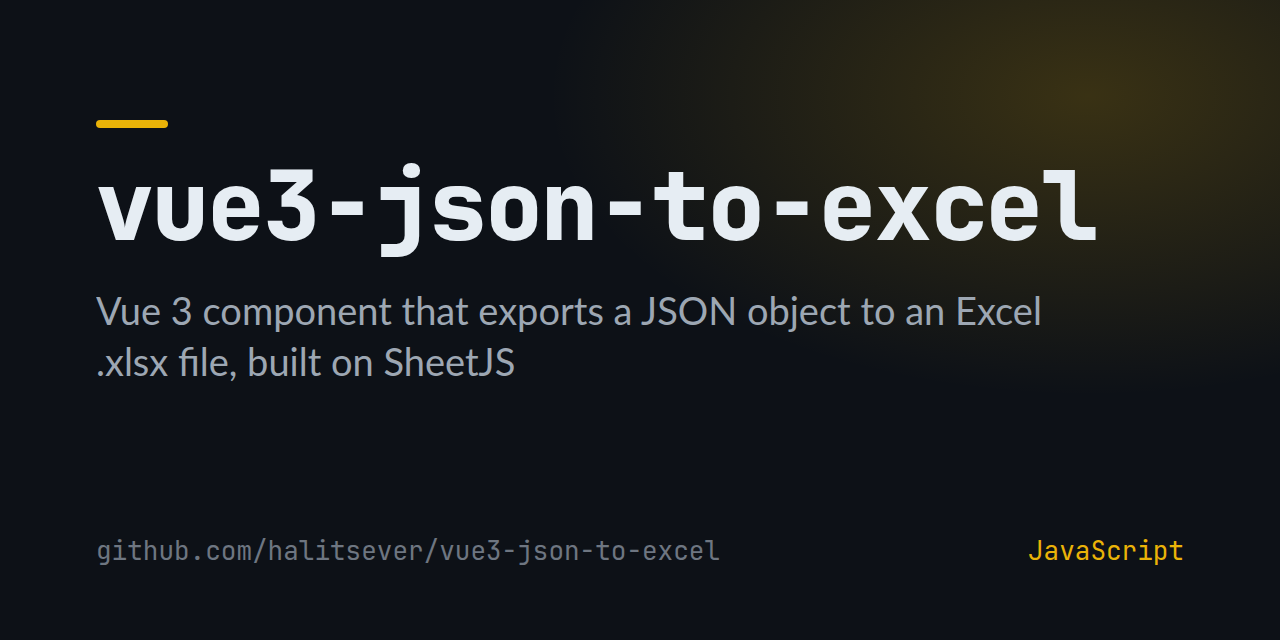 vue3-json-to-excel
Vue 3 component that exports a JSON object to an Excel
.xlsx file, built on SheetJS
github.com/halitsever/vue3-json-to-excel
JavaScript